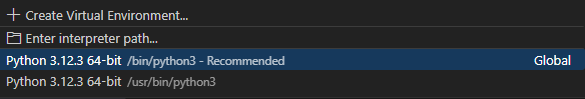 Create Virtual Environment...
Enter interpreter path...
Python 3.12.3 64-bit /bin/python3 - Recommended Global
Python 3.12.3 64-bit /usr/bin/python3